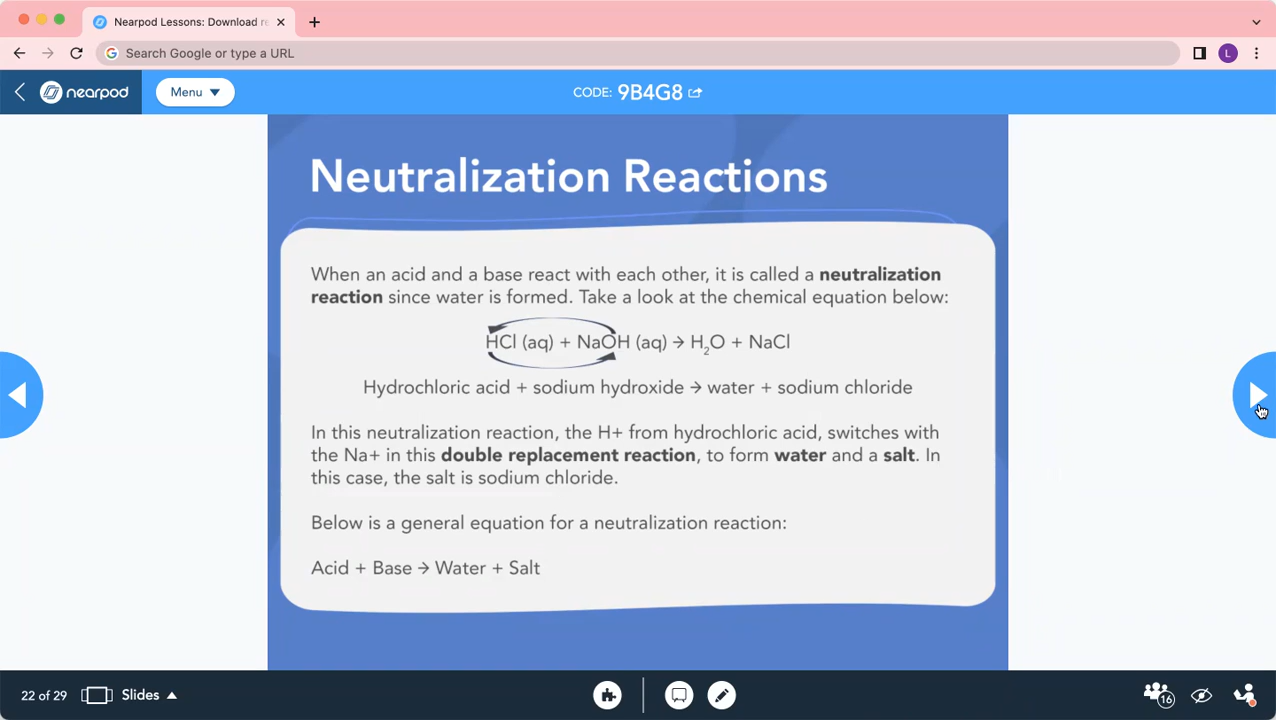 Nearpod Lessons: Download r
Search Google or type a URL
L
nearpod
Menu
CODE: 9B4G8
Neutralization Reactions
When an acid and a base react with each other, it is called a neutralization
reaction since water is formed. Take a look at the chemical equation below:
HCl (aq) + NaOH (aq) → H₂O + NaCl
Hydrochloric acid + sodium hydroxide → water + sodium chloride
In this neutralization reaction, the H+ from hydrochloric acid, switches with
the Na+ in this double replacement reaction, to form water and a salt. In
this case, the salt is sodium chloride.
Below is a general equation for a neutralization reaction:
Acid + Base → Water + Salt
22 of 29
Slides
16